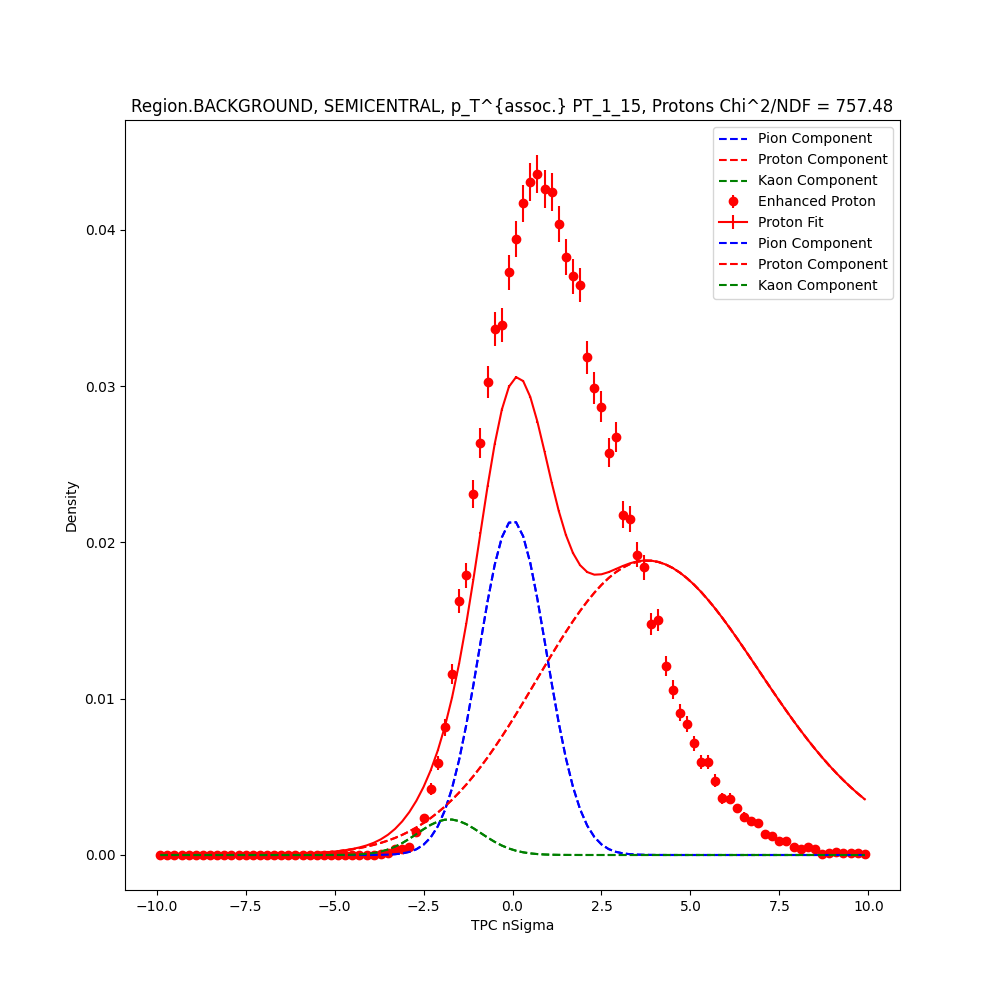 Region.BACKGROUND, SEMICENTRAL, p_T^{assoc.} PT_1_15, Protons Chi^2/NDF = 757.48
Pion Component
Proton Component
Kaon Component
Enhanced Proton
Proton Fit
Pion Component
Proton Component
Kaon Component
Density
0.04
0.03
0.02
0.01
0.00
−10.0 −7.5 −5.0 −2.5 0.0 2.5 5.0 7.5 10.0
TPC nSigma